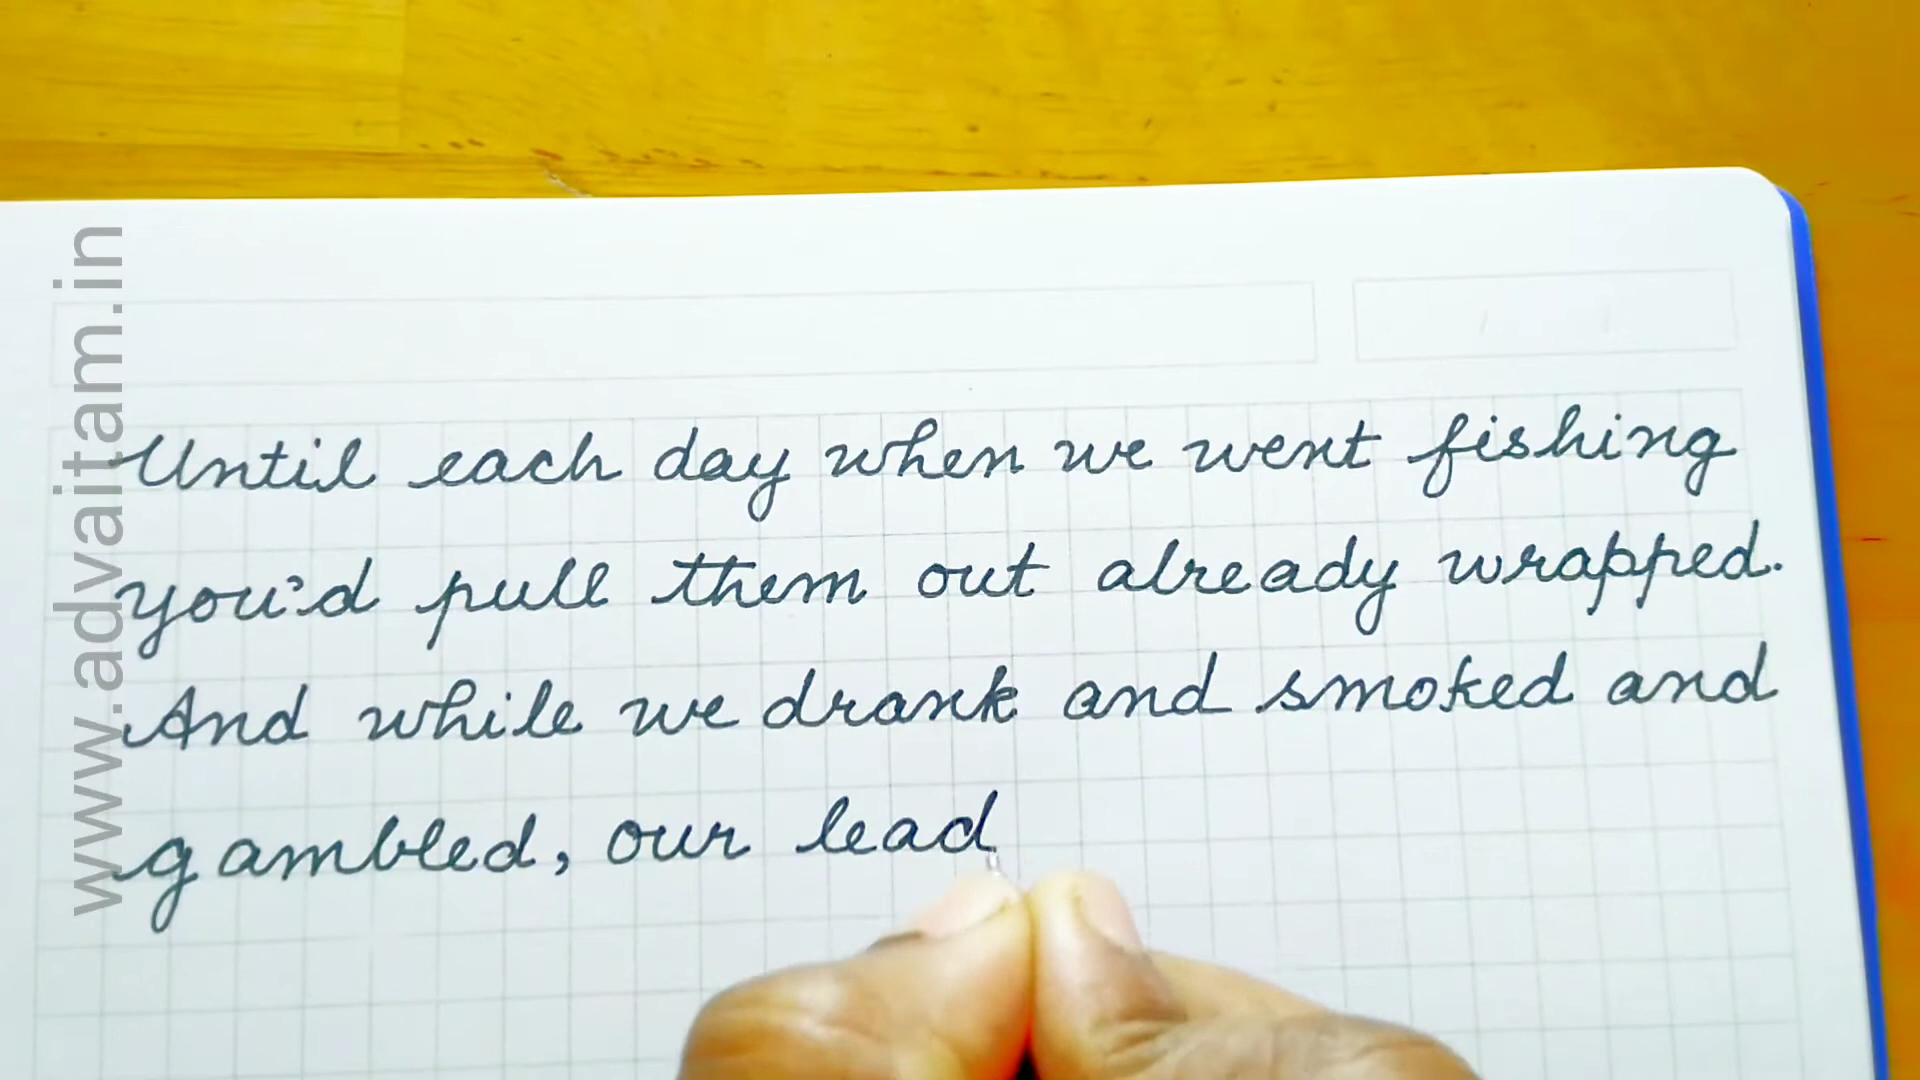 www.advaitam.in
Until each day when we went fishing
you'd pull them out already wrapped.
And while we drank and smoked and
gambled, our lead